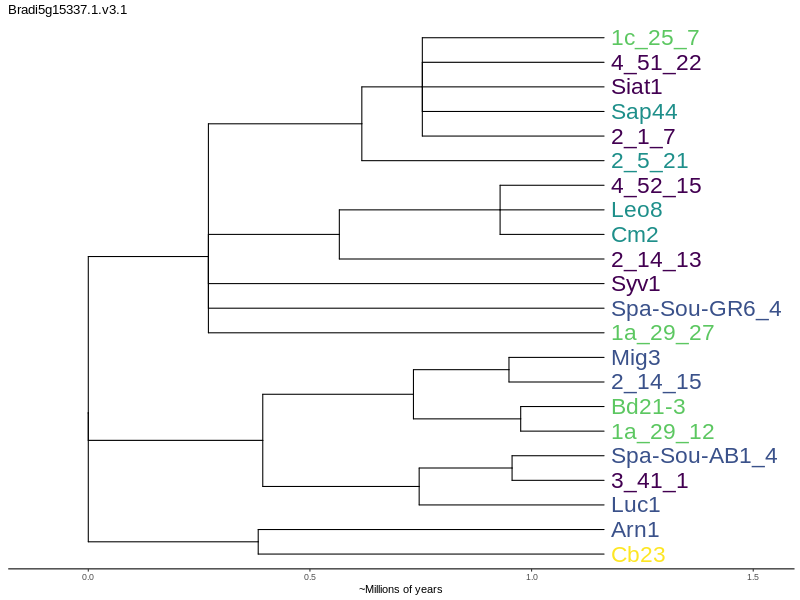 Bradi5g15337.1.v3.1
1c_25_7
4_51_22
Siat1
Sap44
2_1_7
2_5_21
4_52_15
Leo8
Cm2
2_14_13
Syv1
Spa-Sou-GR6_4
1a_29_27
Mig3
2_14_15
Bd21-3
1a_29_12
Spa-Sou-AB1_4
3_41_1
Luc1
Arn1
Cb23
0.0 0.5 1.0 1.5
~Millions of years